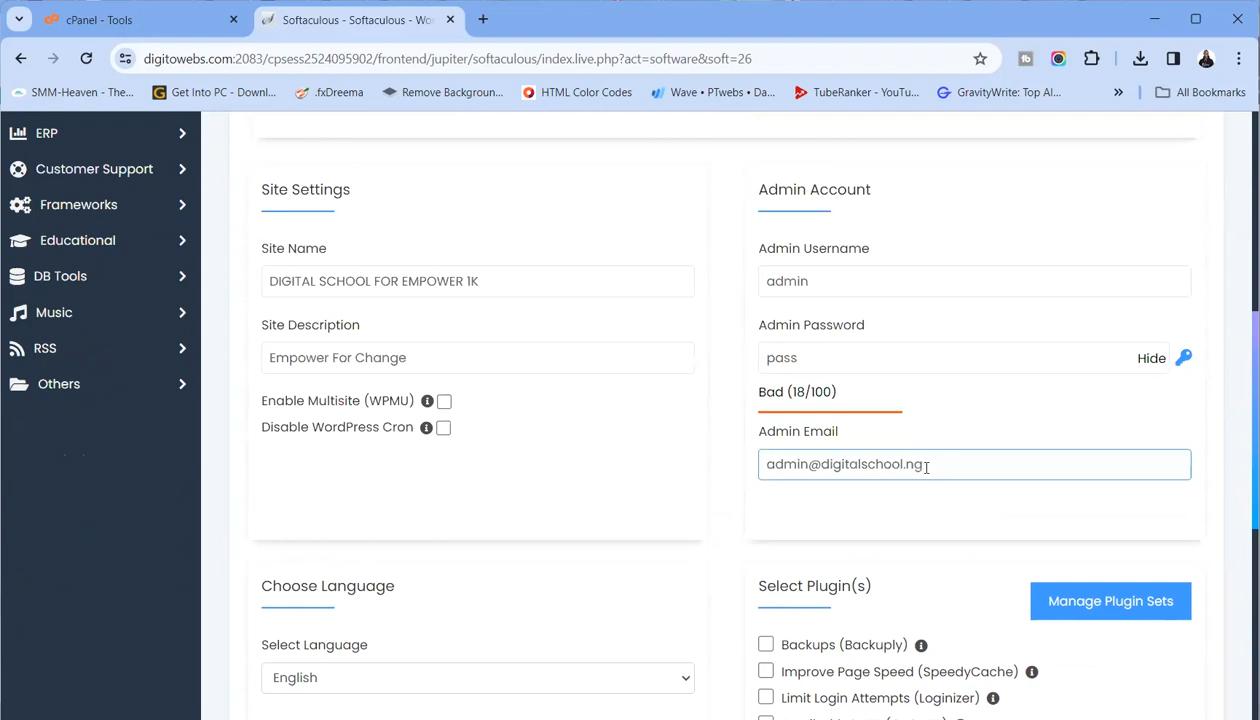 cPanel - Tools
Softaculous - Softaculous - Wo
digitowebs.com:2083/cpsess2524095902/frontend/jupiter/softaculous/index.live.php?act=software&soft=26
SMM-Heaven - The...
Get Into PC - Downl...
.fxDreema
Remove Backgroun...
HTML Color Codes
Wave • PTwebs • Da...
TubeRanker - YouTu...
GravityWrite: Top AI...
All Bookmarks
ERP
Customer Support
Frameworks
Educational
DB Tools
Music
RSS
Others
Site Settings
Site Name
DIGITAL SCHOOL FOR EMPOWER 1K
Site Description
Empower For Change
Enable Multisite (WPMU)
Disable WordPress Cron
Admin Account
Admin Username
admin
Admin Password
pass
Hide
Bad (18/100)
Admin Email
admin@digitalschool.ng
Choose Language
Select Language
English
Select Plugin(s)
Manage Plugin Sets
Backups (Backuply)
Improve Page Speed (SpeedyCache)
Limit Login Attempts (Loginizer)